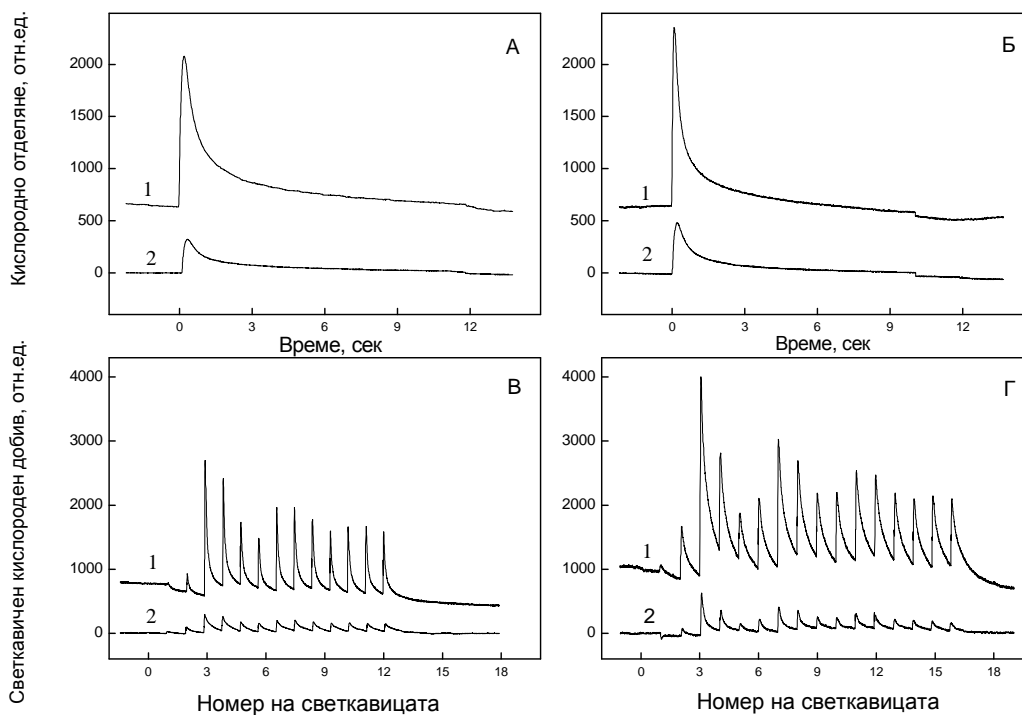 Кислородно отделяне, отн.ед.
А
2000
1500
1000
500
0
1
2
0 3 6 9 12
Време, сек
Б
2000
1500
1000
500
0
1
2
0 3 6 9 12
Време, сек
Светкавичен кислороден добив, отн.ед.
В
4000
3000
2000
1000
0
1
2
0 3 6 9 12 15 18
Номер на светкавицата
Г
4000
3000
2000
1000
0
1
2
0 3 6 9 12 15 18
Номер на светкавицата